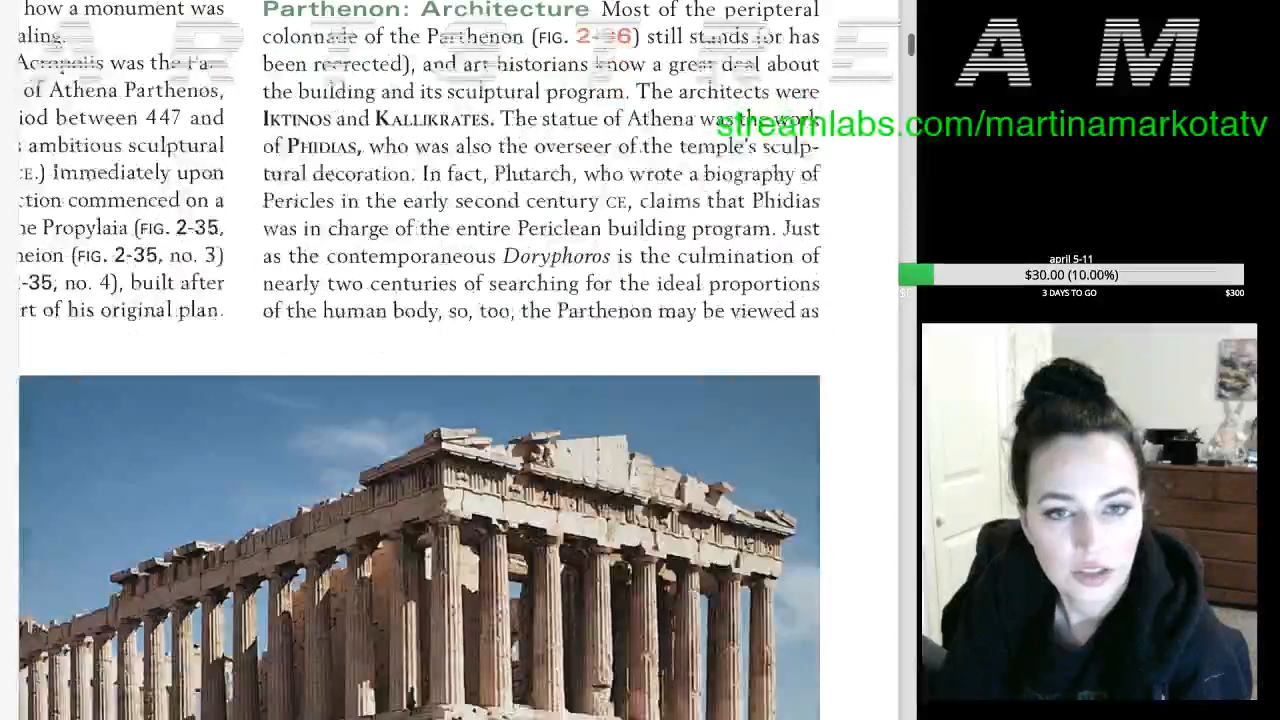 how a monument was
aling.
Acropolis was the Par-
of Athena Parthenos,
iod between 447 and
ambitious sculptural
CE.) immediately upon
ction commenced on a
he Propylaia (FIG. 2-35,
heion (FIG. 2-35, no. 3)
-35, no. 4), built after
rt of his original plan.
Parthenon: Architecture Most of the peripteral
colonnade of the Parthenon (FIG. 2-36) still stands (or has
been re-erected), and art historians know a great deal about
the building and its sculptural program. The architects were
IKTINOS and KALLIKRATES. The statue of Athena was the work
of PHIDIAS, who was also the overseer of the temple's sculp-
tural decoration. In fact, Plutarch, who wrote a biography of
Pericles in the early second century CE, claims that Phidias
was in charge of the entire Periclean building program. Just
as the contemporaneous Doryphoros is the culmination of
nearly two centuries of searching for the ideal proportions
of the human body, so, too, the Parthenon may be viewed as
ARTSTREAM
streamlabs.com/martinamarkotatv
april 5-11
$30.00 (10.00%)
3 DAYS TO GO
$300